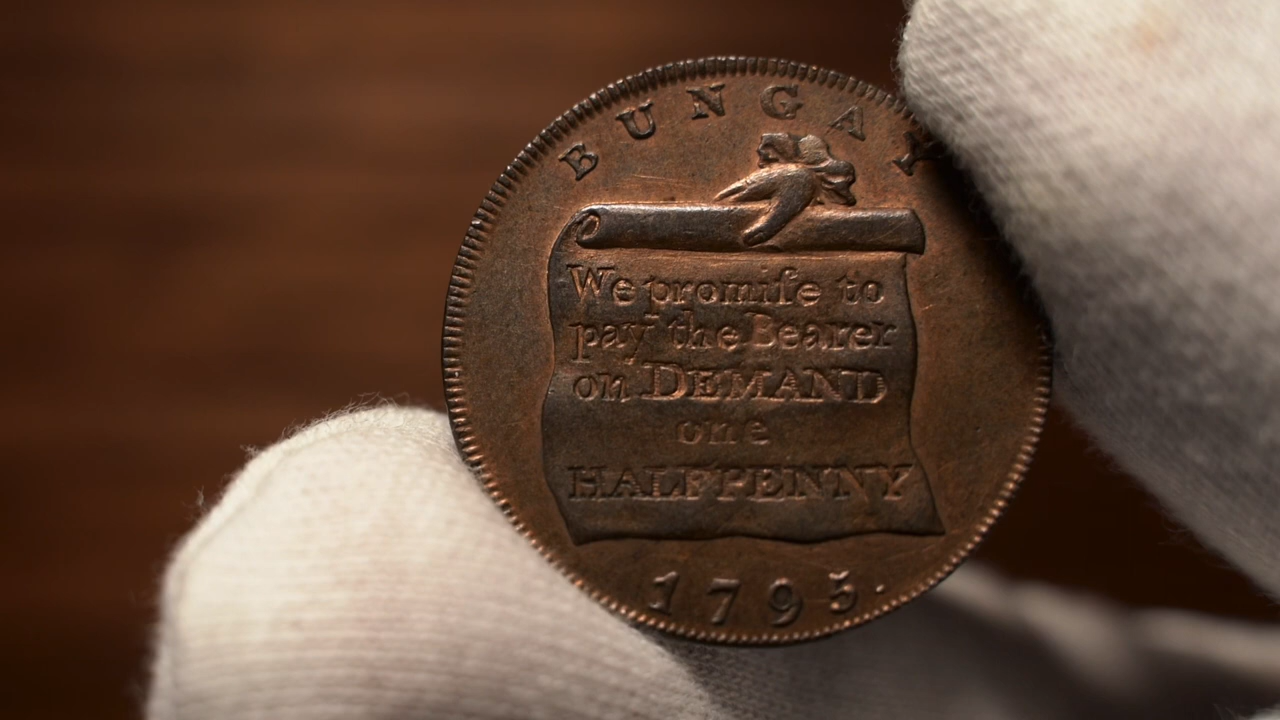 BUNGAY
We promiſe to
pay the Bearer
on DEMAND
one
HALFPENNY
1795.